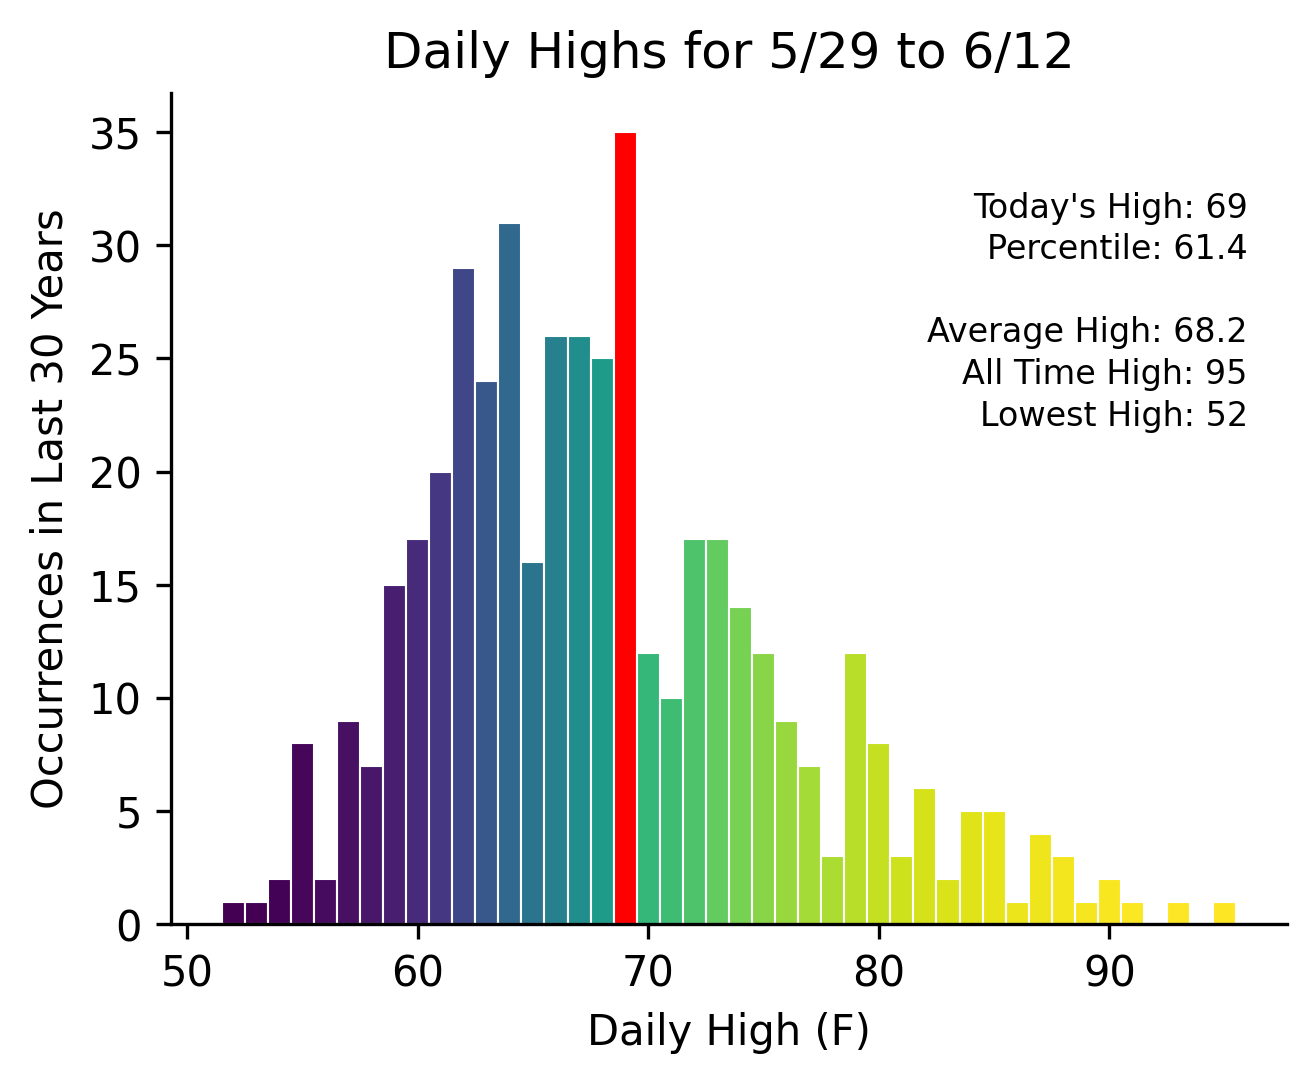 Daily Highs for 5/29 to 6/12
35
30
25
20
15
10
5
0
Occurrences in Last 30 Years
Today's High: 69
Percentile: 61.4
Average High: 68.2
All Time High: 95
Lowest High: 52
50 60 70 80 90
Daily High (F)